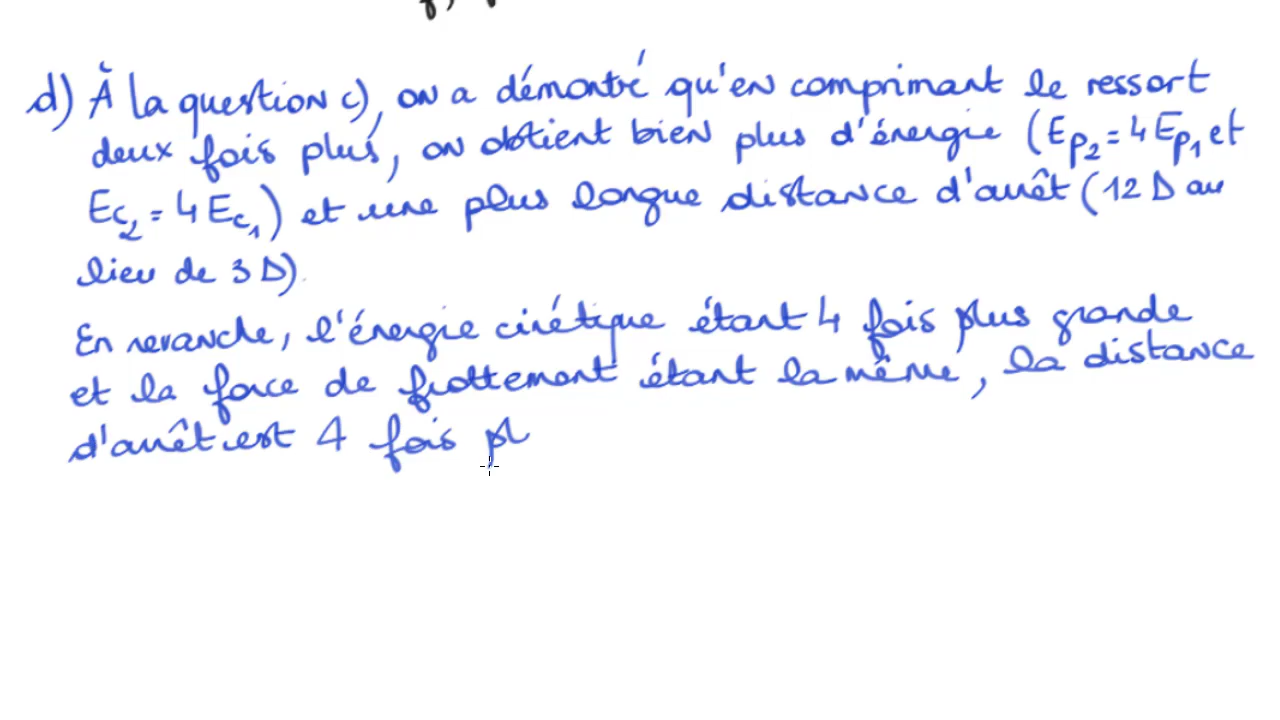 d) À la question c), on a démontré qu'en comprimant le ressort
deux fois plus, on obtient bien plus d'énergie (Ep₂ = 4 Ep₁ et
Ec₂ = 4 Ec₁) et une plus longue distance d'arrêt (12 D au
lieu de 3 D).
En revanche, l'énergie cinétique étant 4 fois plus grande
et la force de frottement étant la même, la distance
d'arrêt est 4 fois pl